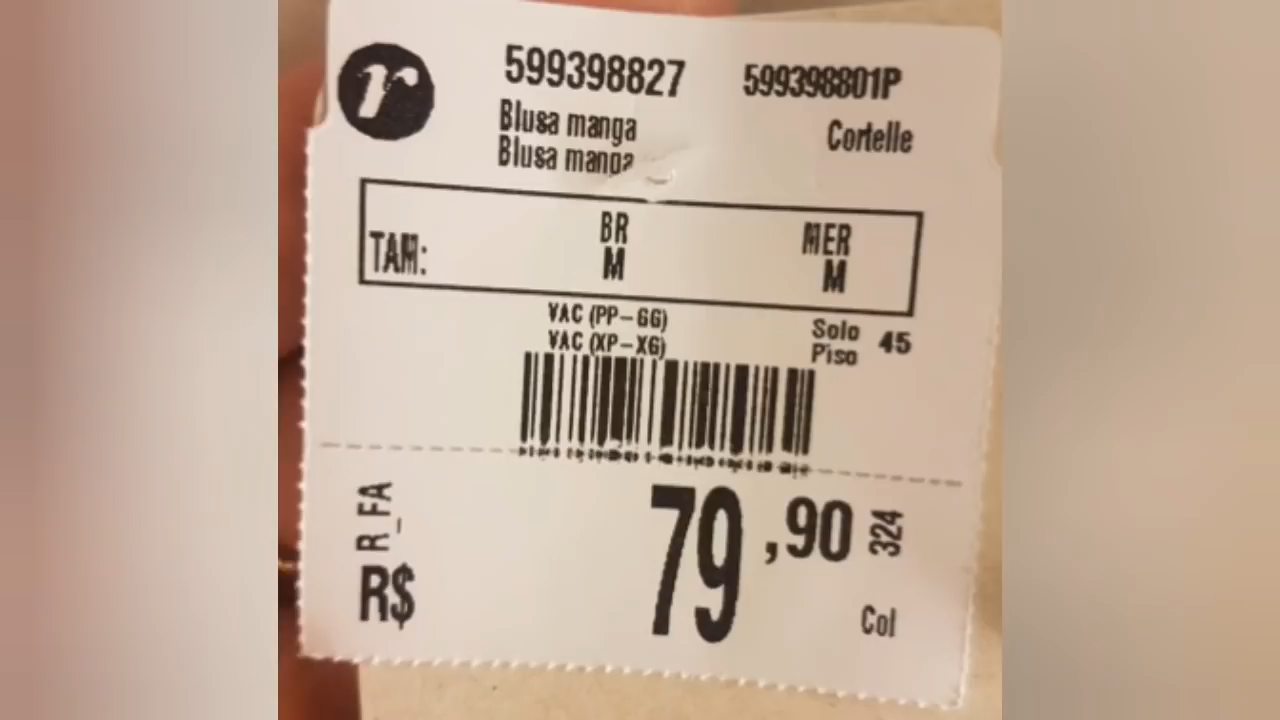 r
599398827 599398801P
Blusa manga Cortelle
Blusa manga
BR MER
TAM: M M
VAC (PP-GG) Solo 45
VAC (XP-XG) Piso
R_FA
R$ 79,90 324
Col